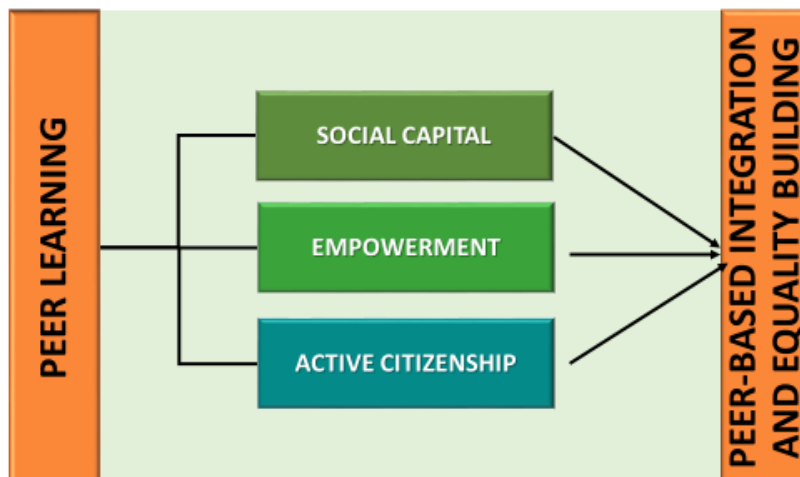 PEER LEARNING
SOCIAL CAPITAL
EMPOWERMENT
ACTIVE CITIZENSHIP
PEER-BASED INTEGRATION
AND EQUALITY BUILDING